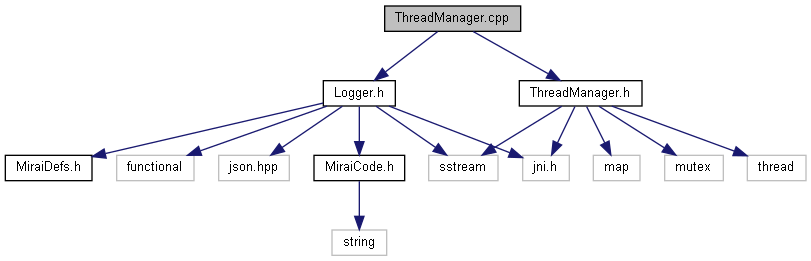 ThreadManager.cpp
Logger.h
ThreadManager.h
MiraiDefs.h
functional
json.hpp
MiraiCode.h
sstream
jni.h
map
mutex
thread
string